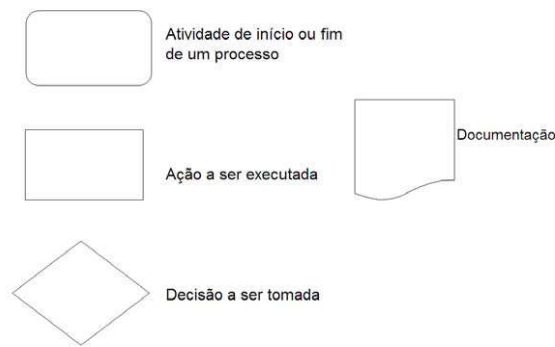 Atividade de início ou fim
de um processo
Documentação
Ação a ser executada
Decisão a ser tomada